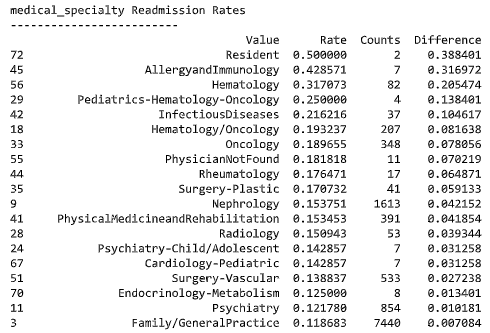 medical_specialty Readmission Rates
-------------------------
Value Rate Counts Difference
72 Resident 0.500000 2 0.388401
45 AllergyandImmunology 0.428571 7 0.316972
56 Hematology 0.317073 82 0.205474
29 Pediatrics-Hematology-Oncology 0.250000 4 0.138401
42 InfectiousDiseases 0.216216 37 0.104617
18 Hematology/Oncology 0.193237 207 0.081638
33 Oncology 0.189655 348 0.078056
55 PhysicianNotFound 0.181818 11 0.070219
44 Rheumatology 0.176471 17 0.064871
35 Surgery-Plastic 0.170732 41 0.059133
9 Nephrology 0.153751 1613 0.042152
41 PhysicalMedicineandRehabilitation 0.153453 391 0.041854
28 Radiology 0.150943 53 0.039344
24 Psychiatry-Child/Adolescent 0.142857 7 0.031258
67 Cardiology-Pediatric 0.142857 7 0.031258
51 Surgery-Vascular 0.138837 533 0.027238
70 Endocrinology-Metabolism 0.125000 8 0.013401
11 Psychiatry 0.121780 854 0.010181
3 Family/GeneralPractice 0.118683 7440 0.007084